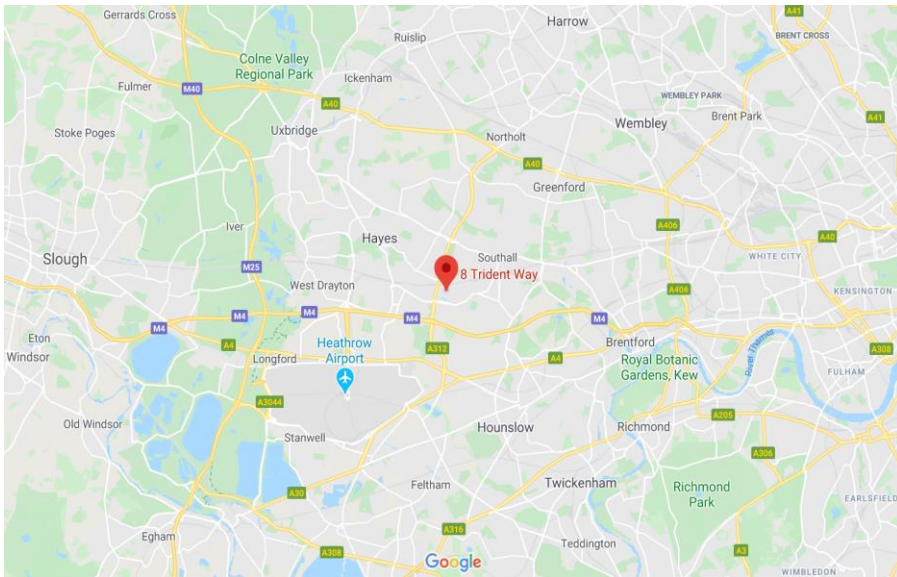 Gerrards Cross
Harrow
A41
Ruislip
BRENT CROSS
Colne Valley
Regional Park
Ickenham
M40
Fulmer
WEMBLEY PARK
A40
Brent Park
A41
Wembley
Stoke Poges
Uxbridge
Northolt
A40
Greenford
Iver
A406
Hayes
A40
Southall
WHITE CITY
Slough
M25
8 Trident Way
West Drayton
A406
KENSINGTON
M4
M4
M4
M4
M4
Eton
Windsor
A4
Heathrow
Airport
A312
Brentford
River Thames
A308
Longford
A4
Royal Botanic
Gardens, Kew
FULHAM
A3044
A205
Old Windsor
Stanwell
Hounslow
Richmond
A306
Feltham
Twickenham
Richmond
Park
A30
EARLSFIELD
A316
Egham
Teddington
A308
A3
Google
WIMBLEDON